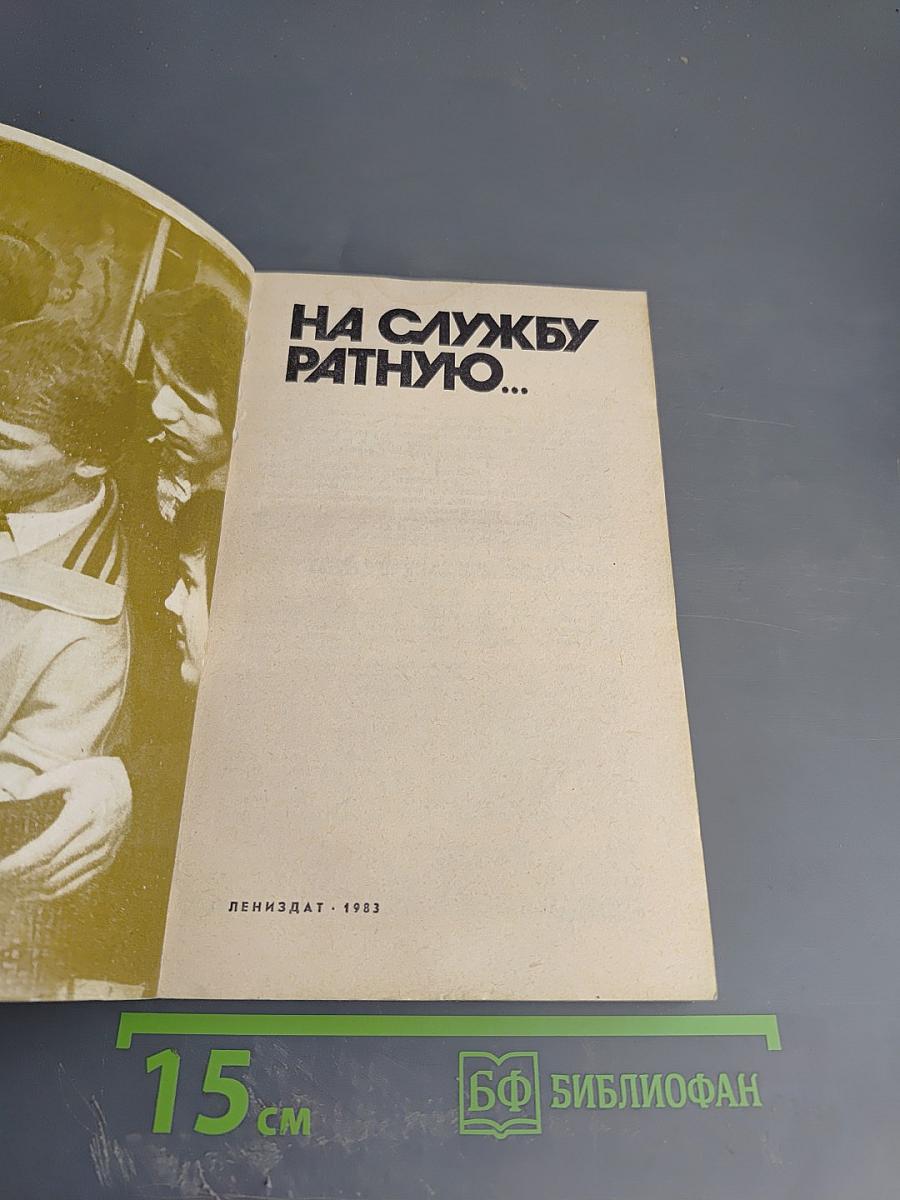 НА СЛУЖБУ
РАТНУЮ...
ЛЕНИЗДАТ · 1983
15 см
БФ БИБЛИОФАН